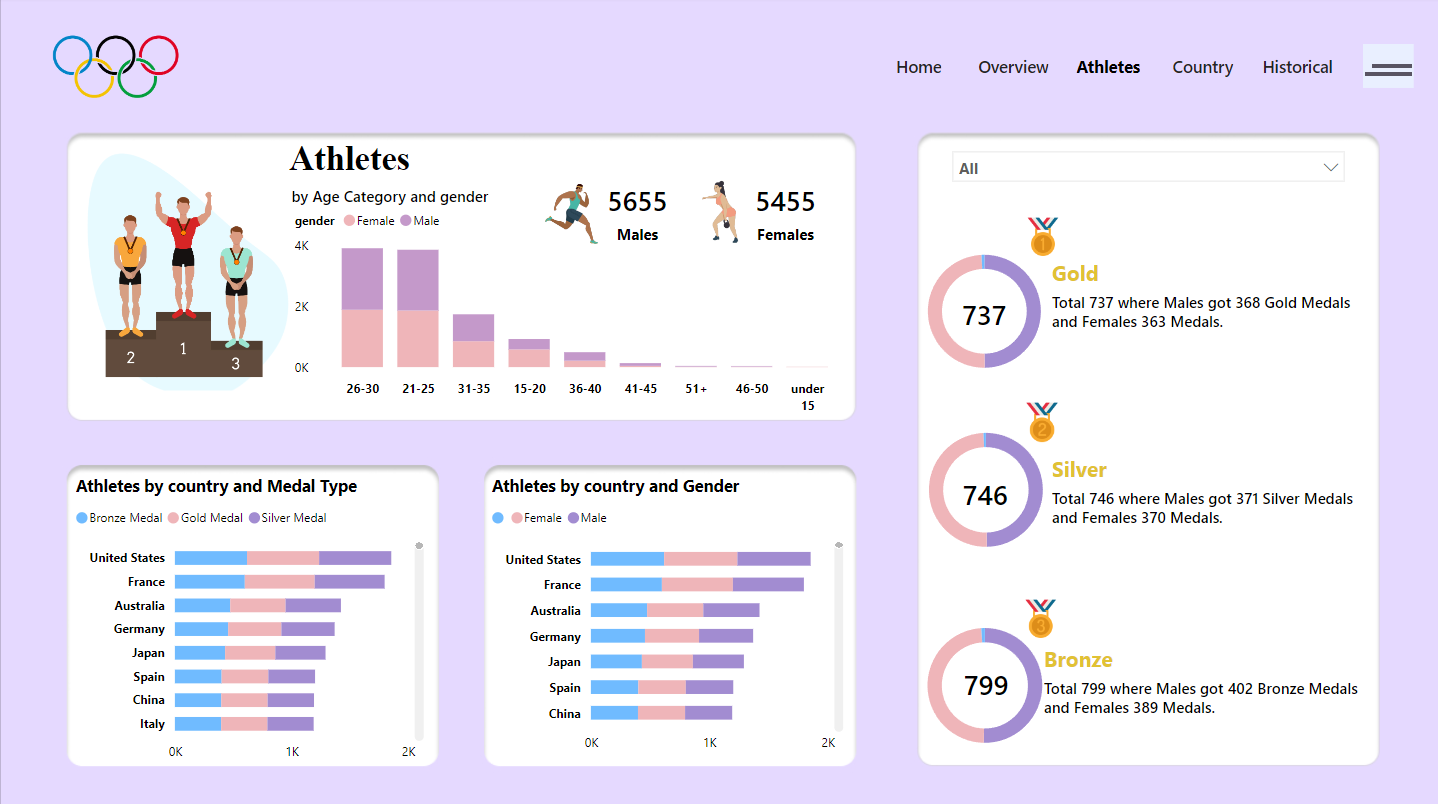 Home Overview Athletes Country Historical
Athletes
by Age Category and gender
gender Female Male
5655
Males
5455
Females
4K
2K
0K
26-30 21-25 31-35 15-20 36-40 41-45 51+ 46-50 under
15
2 1 3
All
1
Gold
737
Total 737 where Males got 368 Gold Medals
and Females 363 Medals.
2
Silver
746
Total 746 where Males got 371 Silver Medals
and Females 370 Medals.
3
Bronze
799
Total 799 where Males got 402 Bronze Medals
and Females 389 Medals.
Athletes by country and Medal Type
Bronze Medal Gold Medal Silver Medal
United States
France
Australia
Germany
Japan
Spain
China
Italy
0K 1K 2K
Athletes by country and Gender
Female Male
United States
France
Australia
Germany
Japan
Spain
China
0K 1K 2K